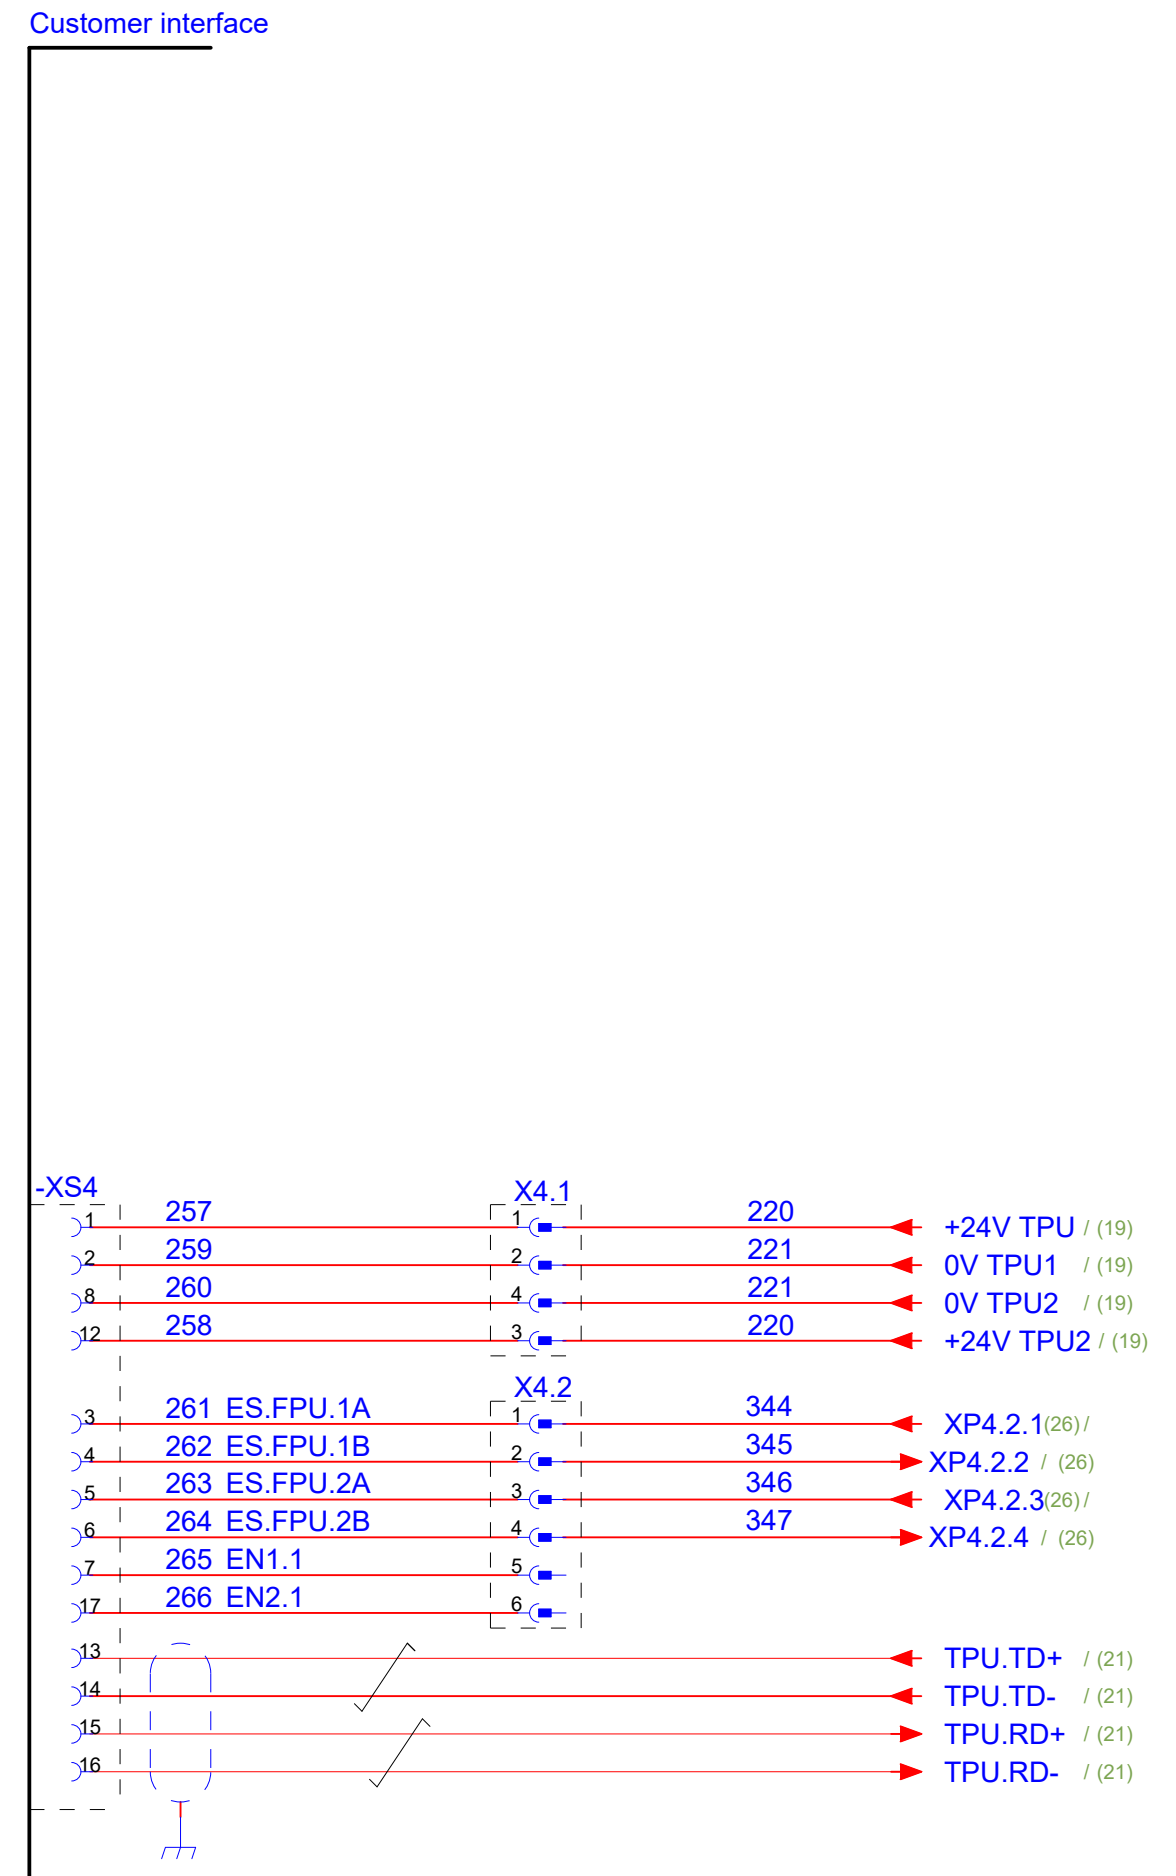 Customer interface
-XS4
X4.1
1 257 1 220 +24V TPU / (19)
2 259 2 221 0V TPU1 / (19)
8 260 4 221 0V TPU2 / (19)
12 258 3 220 +24V TPU2 / (19)
X4.2
3 261 ES.FPU.1A 1 344 XP4.2.1 (26) /
4 262 ES.FPU.1B 2 345 XP4.2.2 / (26)
5 263 ES.FPU.2A 3 346 XP4.2.3 (26) /
6 264 ES.FPU.2B 4 347 XP4.2.4 / (26)
7 265 EN1.1 5
17 266 EN2.1 6
13 TPU.TD+ / (21)
14 TPU.TD- / (21)
15 TPU.RD+ / (21)
16 TPU.RD- / (21)